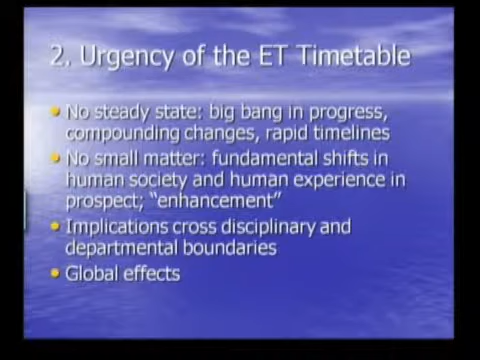 2. Urgency of the ET Timetable
No steady state: big bang in progress,
compounding changes, rapid timelines
No small matter: fundamental shifts in
human society and human experience in
prospect; "enhancement"
Implications cross disciplinary and
departmental boundaries
Global effects